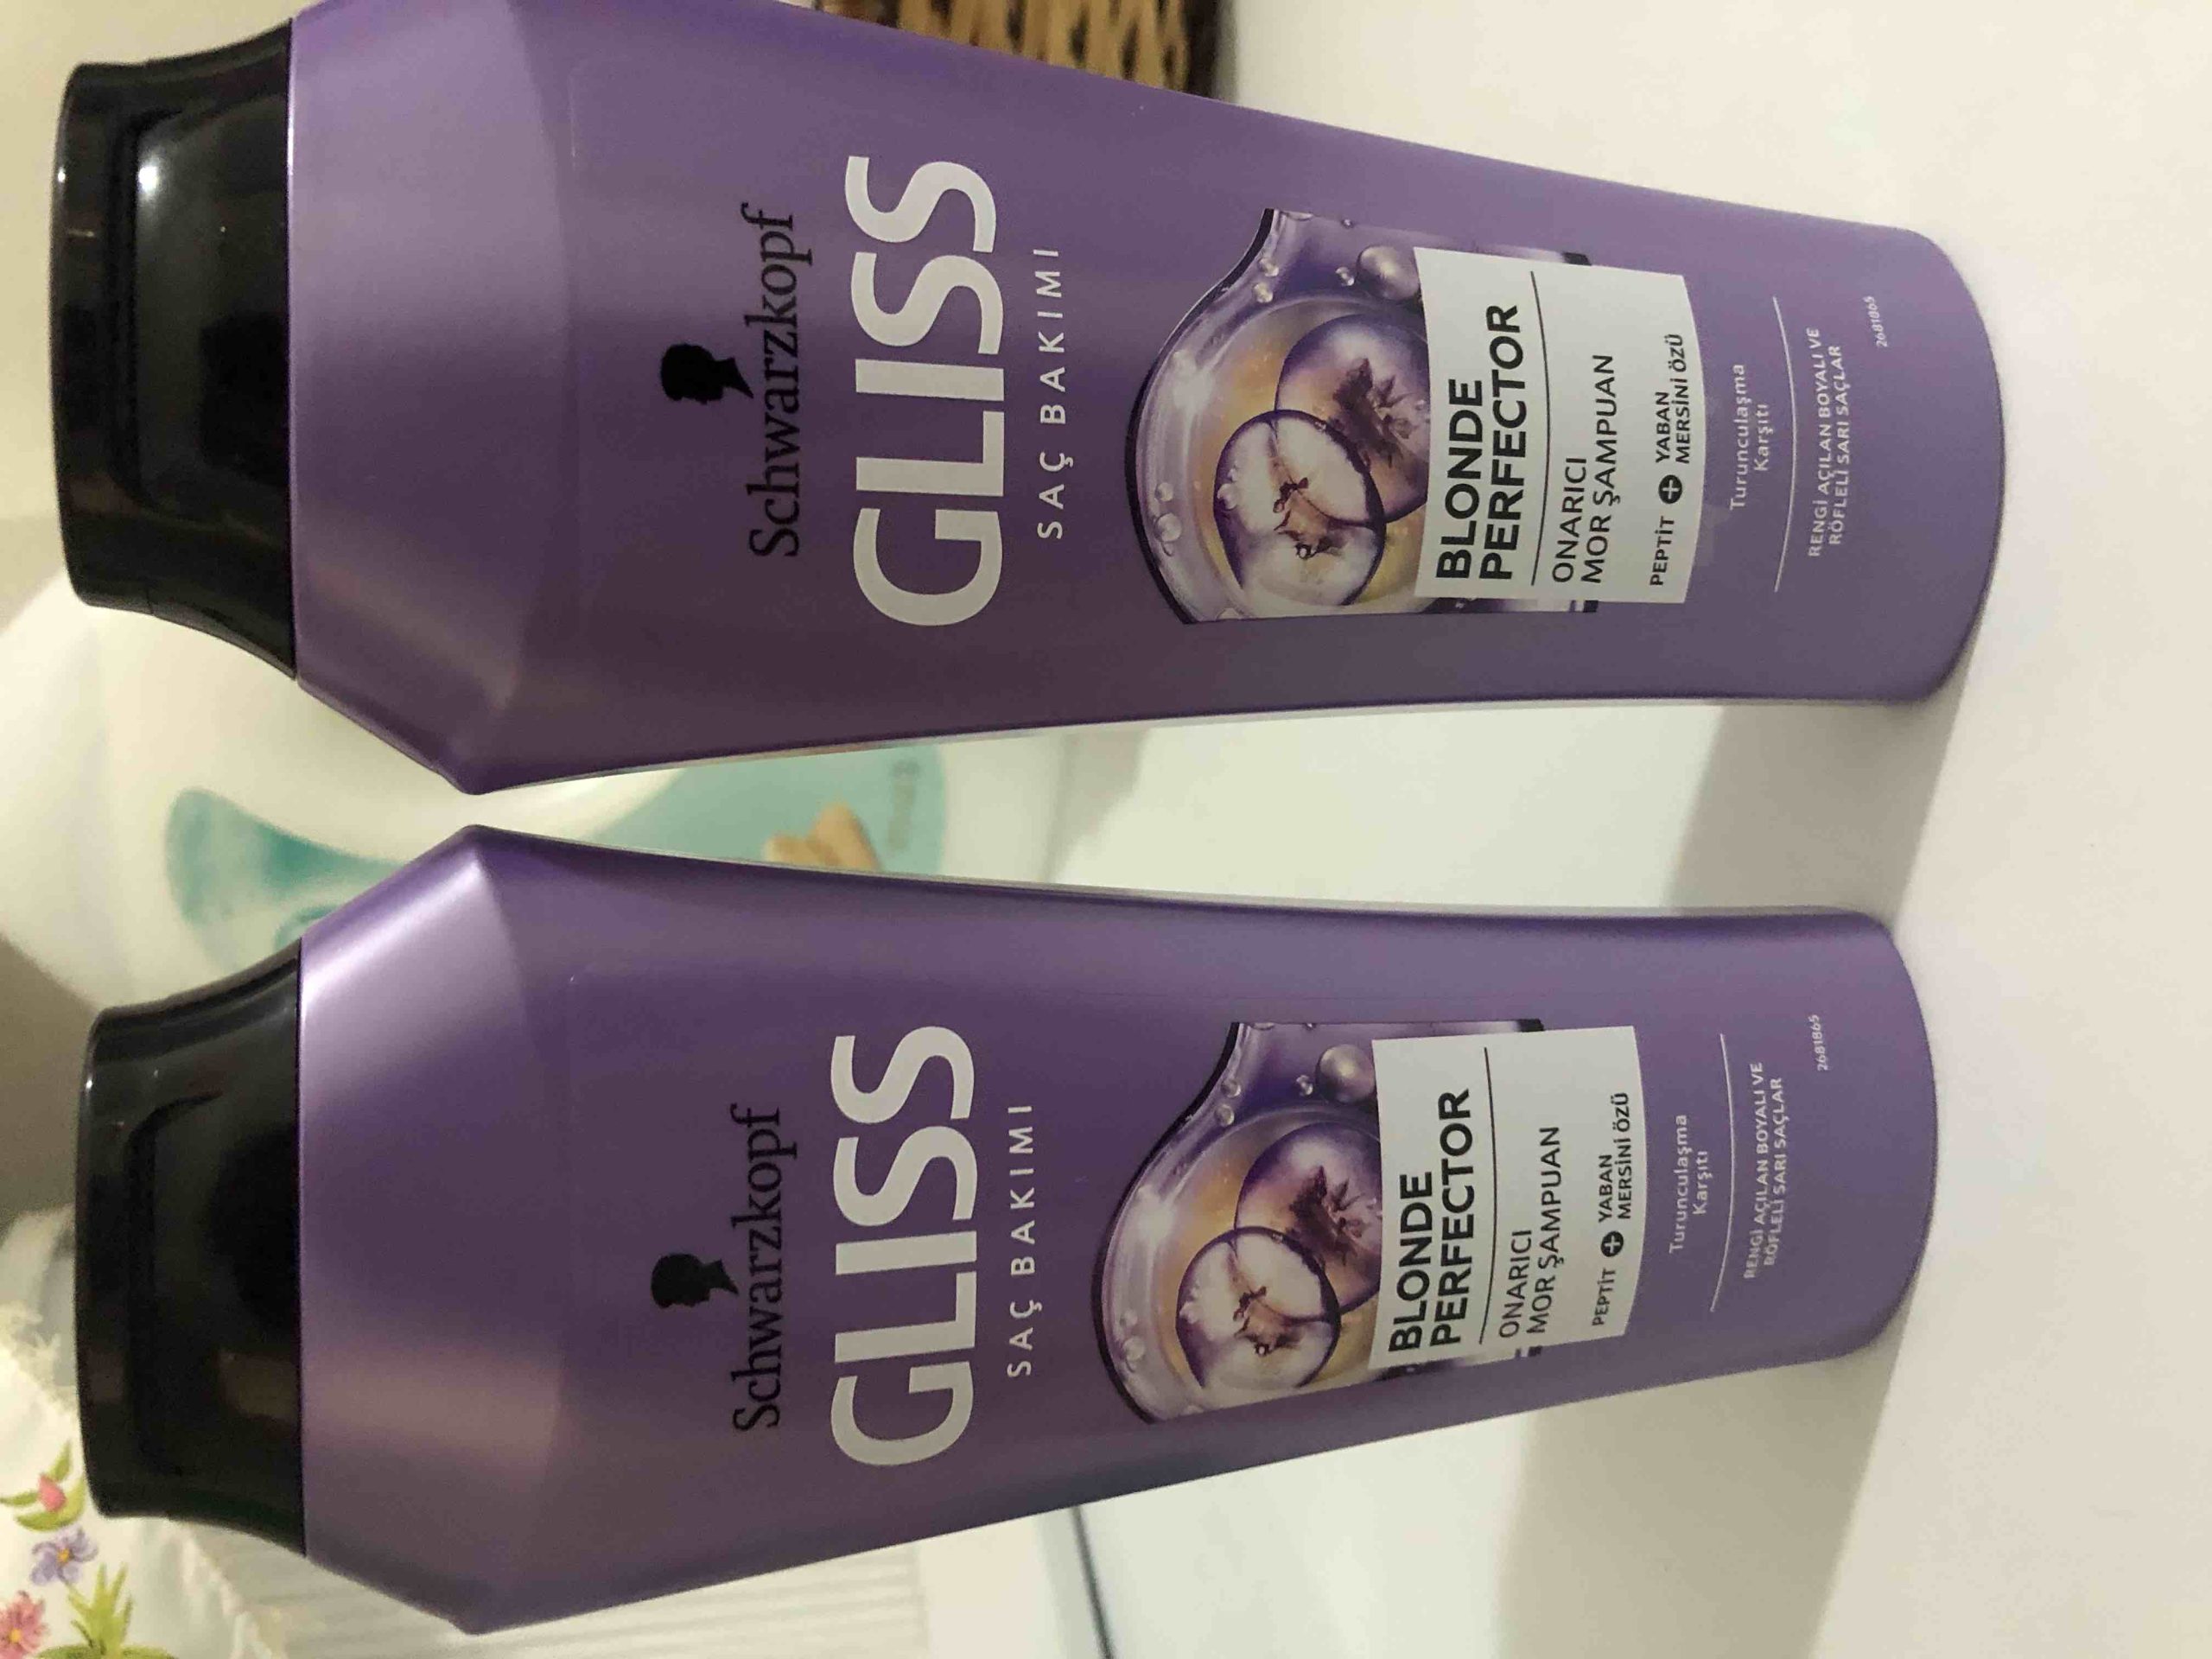 Schwarzkopf
GLISS
SAÇ BAKIMI
BLONDE
PERFECTOR
ONARICI
MOR ŞAMPUAN
PEPTİT + YABAN
MERSİNİ ÖZÜ
Turunculaşma
Karşıtı
RENGİ AÇILAN BOYALI VE
RÖFLELİ SARI SAÇLAR
2681865
Schwarzkopf
GLISS
SAÇ BAKIMI
BLONDE
PERFECTOR
ONARICI
MOR ŞAMPUAN
PEPTİT + YABAN
MERSİNİ ÖZÜ
Turunculaşma
Karşıtı
RENGİ AÇILAN BOYALI VE
RÖFLELİ SARI SAÇLAR
2681865